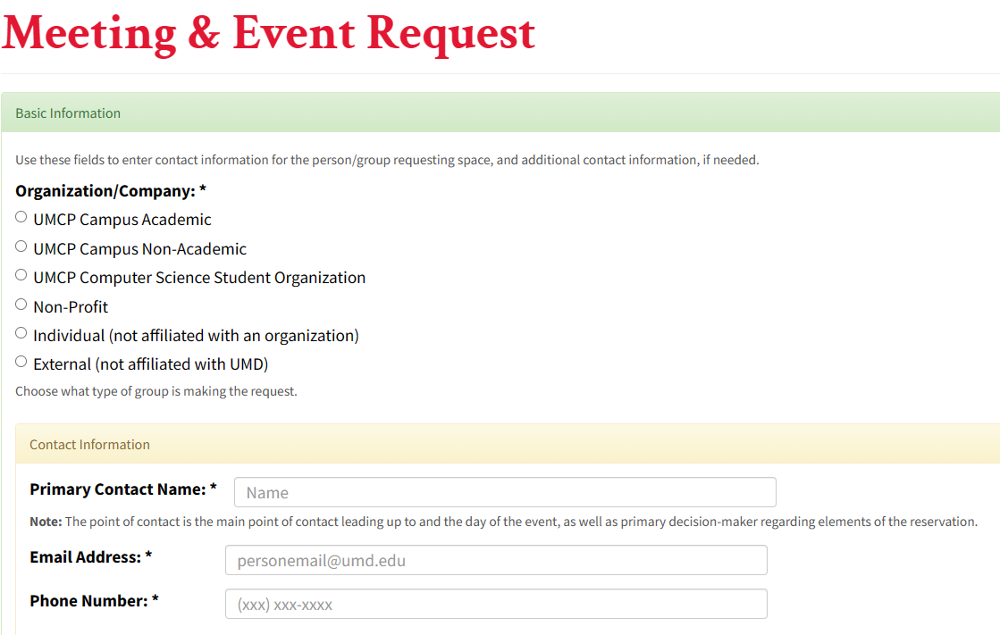 Meeting & Event Request
Basic Information
Use these fields to enter contact information for the person/group requesting space, and additional contact information, if needed.
Organization/Company: *
UMCP Campus Academic
UMCP Campus Non-Academic
UMCP Computer Science Student Organization
Non-Profit
Individual (not affiliated with an organization)
External (not affiliated with UMD)
Choose what type of group is making the request.
Contact Information
Primary Contact Name: * Name
Note: The point of contact is the main point of contact leading up to and the day of the event, as well as primary decision-maker regarding elements of the reservation.
Email Address: * personemail@umd.edu
Phone Number: * (xxx) xxx-xxxx